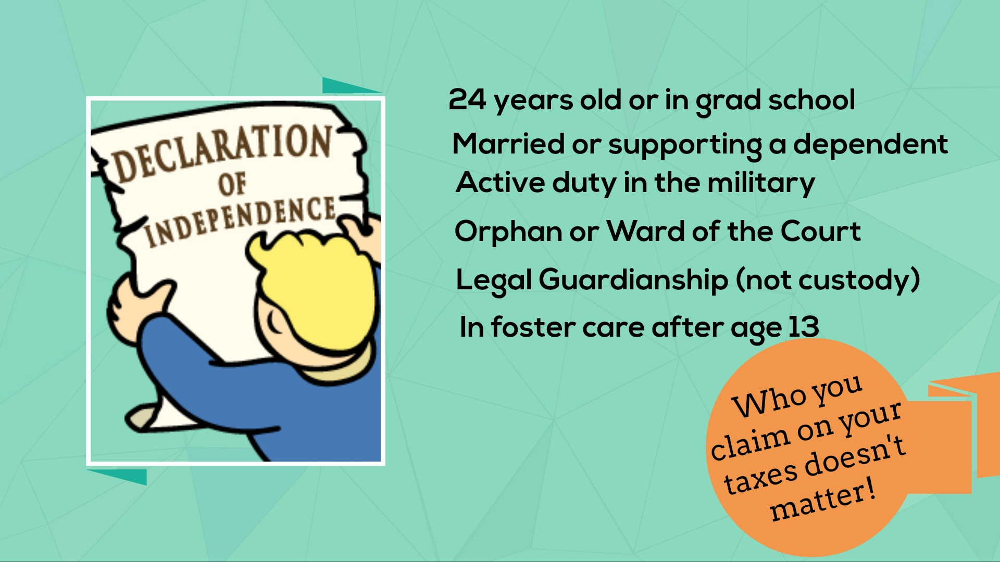 DECLARATION
OF
INDEPENDENCE
24 years old or in grad school
Married or supporting a dependent
Active duty in the military
Orphan or Ward of the Court
Legal Guardianship (not custody)
In foster care after age 13
Who you
claim on your
taxes doesn't
matter!